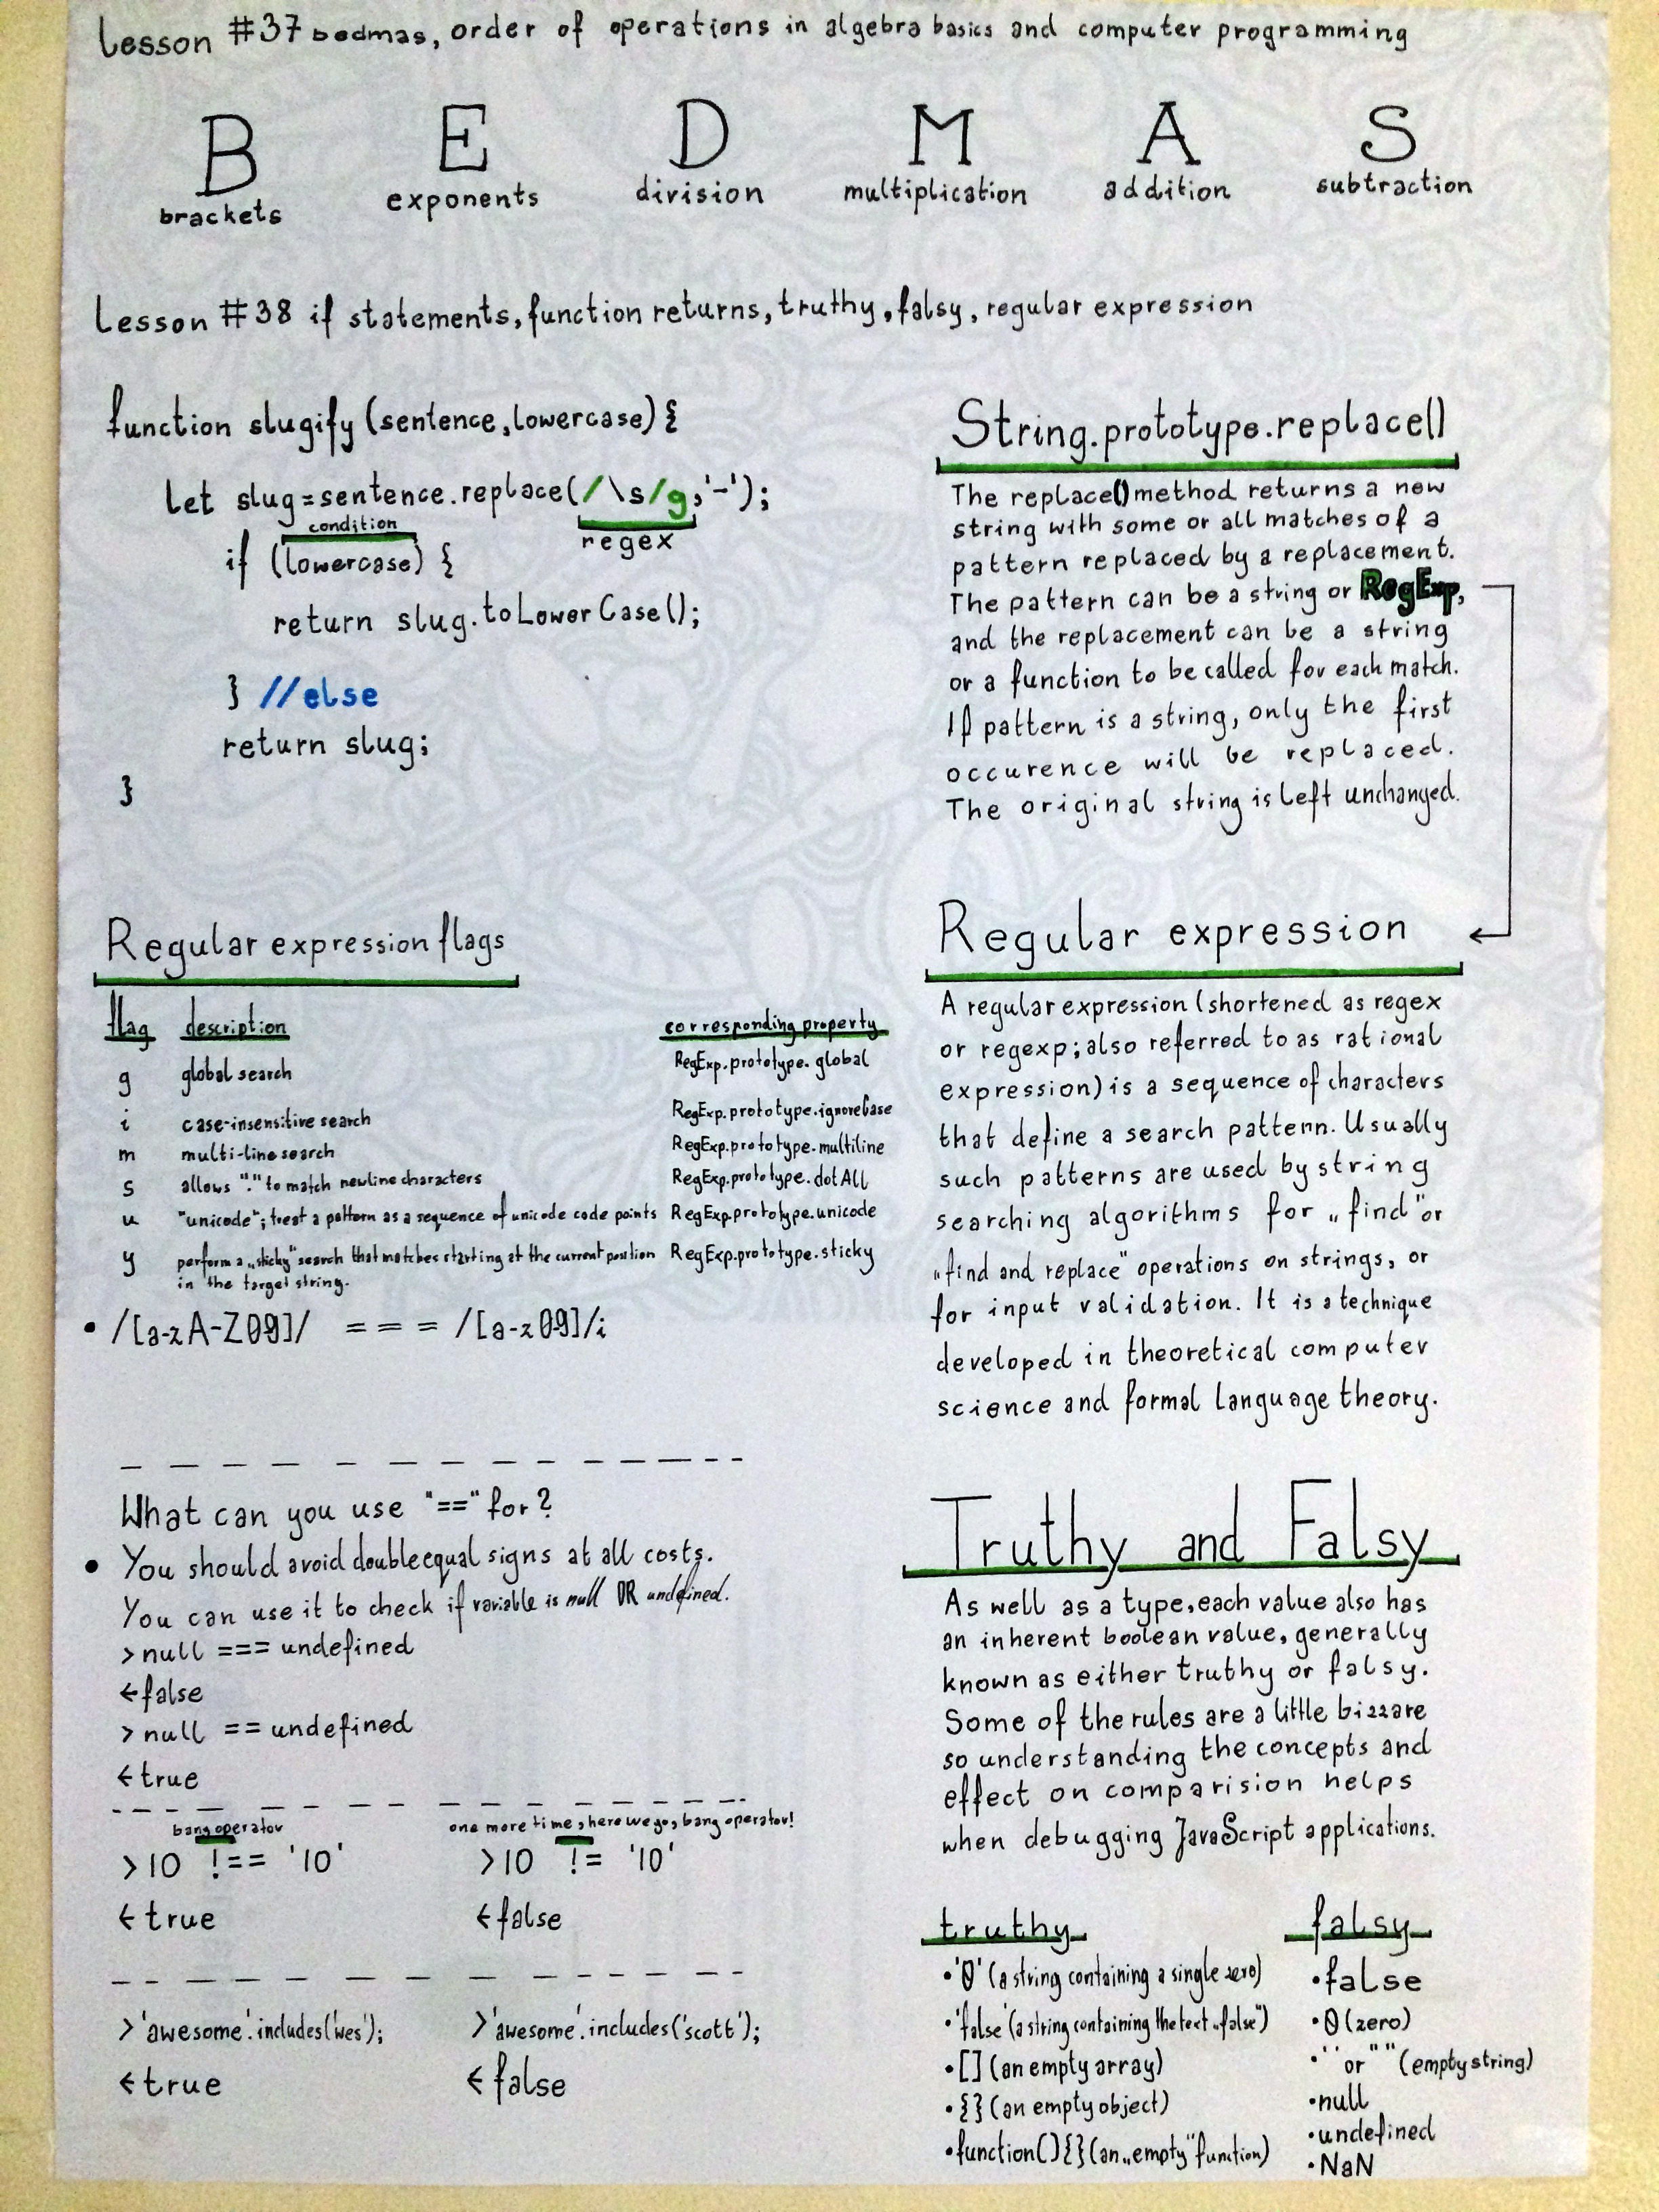 Lesson #37 bedmas, order of operations in algebra basics and computer programming
B E D M A S
brackets exponents division multiplication addition subtraction
Lesson #38 if statements, function returns, truthy, falsy, regular expression
function slugify (sentence, lowercase) {
let slug = sentence.replace(/\s/g,'-');
condition
regex
if (lowercase) {
return slug.toLowerCase();
} //else
return slug;
}
String.prototype.replace()
The replace() method returns a new
string with some or all matches of a
pattern replaced by a replacement.
The pattern can be a string or RegExp,
and the replacement can be a string
or a function to be called for each match.
If pattern is a string, only the first
occurence will be replaced.
The original string is left unchanged.
Regular expression flags
flag description corresponding property
g global search RegExp.prototype.global
i case-insensitive search RegExp.prototype.ignoreCase
m multi-line search RegExp.prototype.multiline
s allows "." to match newline characters RegExp.prototype.dotAll
u "unicode"; treat a pattern as a sequence of unicode code points RegExp.prototype.unicode
y perform a „sticky" search that matches starting at the current position RegExp.prototype.sticky
in the target string.
• /[a-zA-Z09]/ === /[a-z09]/i
Regular expression
A regular expression (shortened as regex
or regexp; also referred to as rational
expression) is a sequence of characters
that define a search pattern. Usually
such patterns are used by string
searching algorithms for „find" or
„find and replace" operations on strings, or
for input validation. It is a technique
developed in theoretical computer
science and formal language theory.
What can you use "==" for?
• You should avoid double equal signs at all costs.
You can use it to check if variable is null OR undefined.
> null === undefined
← false
> null == undefined
← true
bang operator one more time, here we go, bang operator!
> 10 !== '10' > 10 != '10'
← true ← false
> 'awesome'.includes('wes'); > 'awesome'.includes('scott');
← true ← false
Truthy and Falsy
As well as a type, each value also has
an inherent boolean value, generally
known as either truthy or falsy.
Some of the rules are a little bizzare
so understanding the concepts and
effect on comparision helps
when debugging JavaScript applications.
truthy
• '0' (a string containing a single zero)
• 'false' (a string containing the text „false")
• [] (an empty array)
• {} (an empty object)
• function(){} (an „empty" function)
falsy
• false
• 0 (zero)
• '' or "" (empty string)
• null
• undefined
• NaN